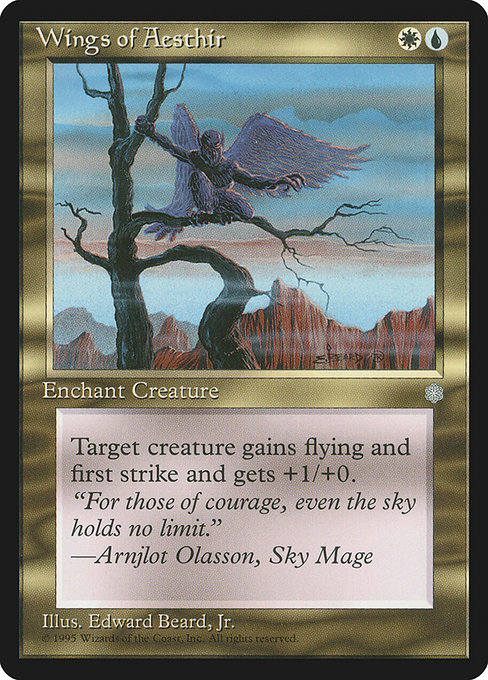 Wings of Aesthir
Enchant Creature
Target creature gains flying and
first strike and gets +1/+0.
“For those of courage, even the sky
holds no limit.”
—Arnjlot Olasson, Sky Mage
Illus. Edward Beard, Jr.
© 1995 Wizards of the Coast, Inc. All rights reserved.